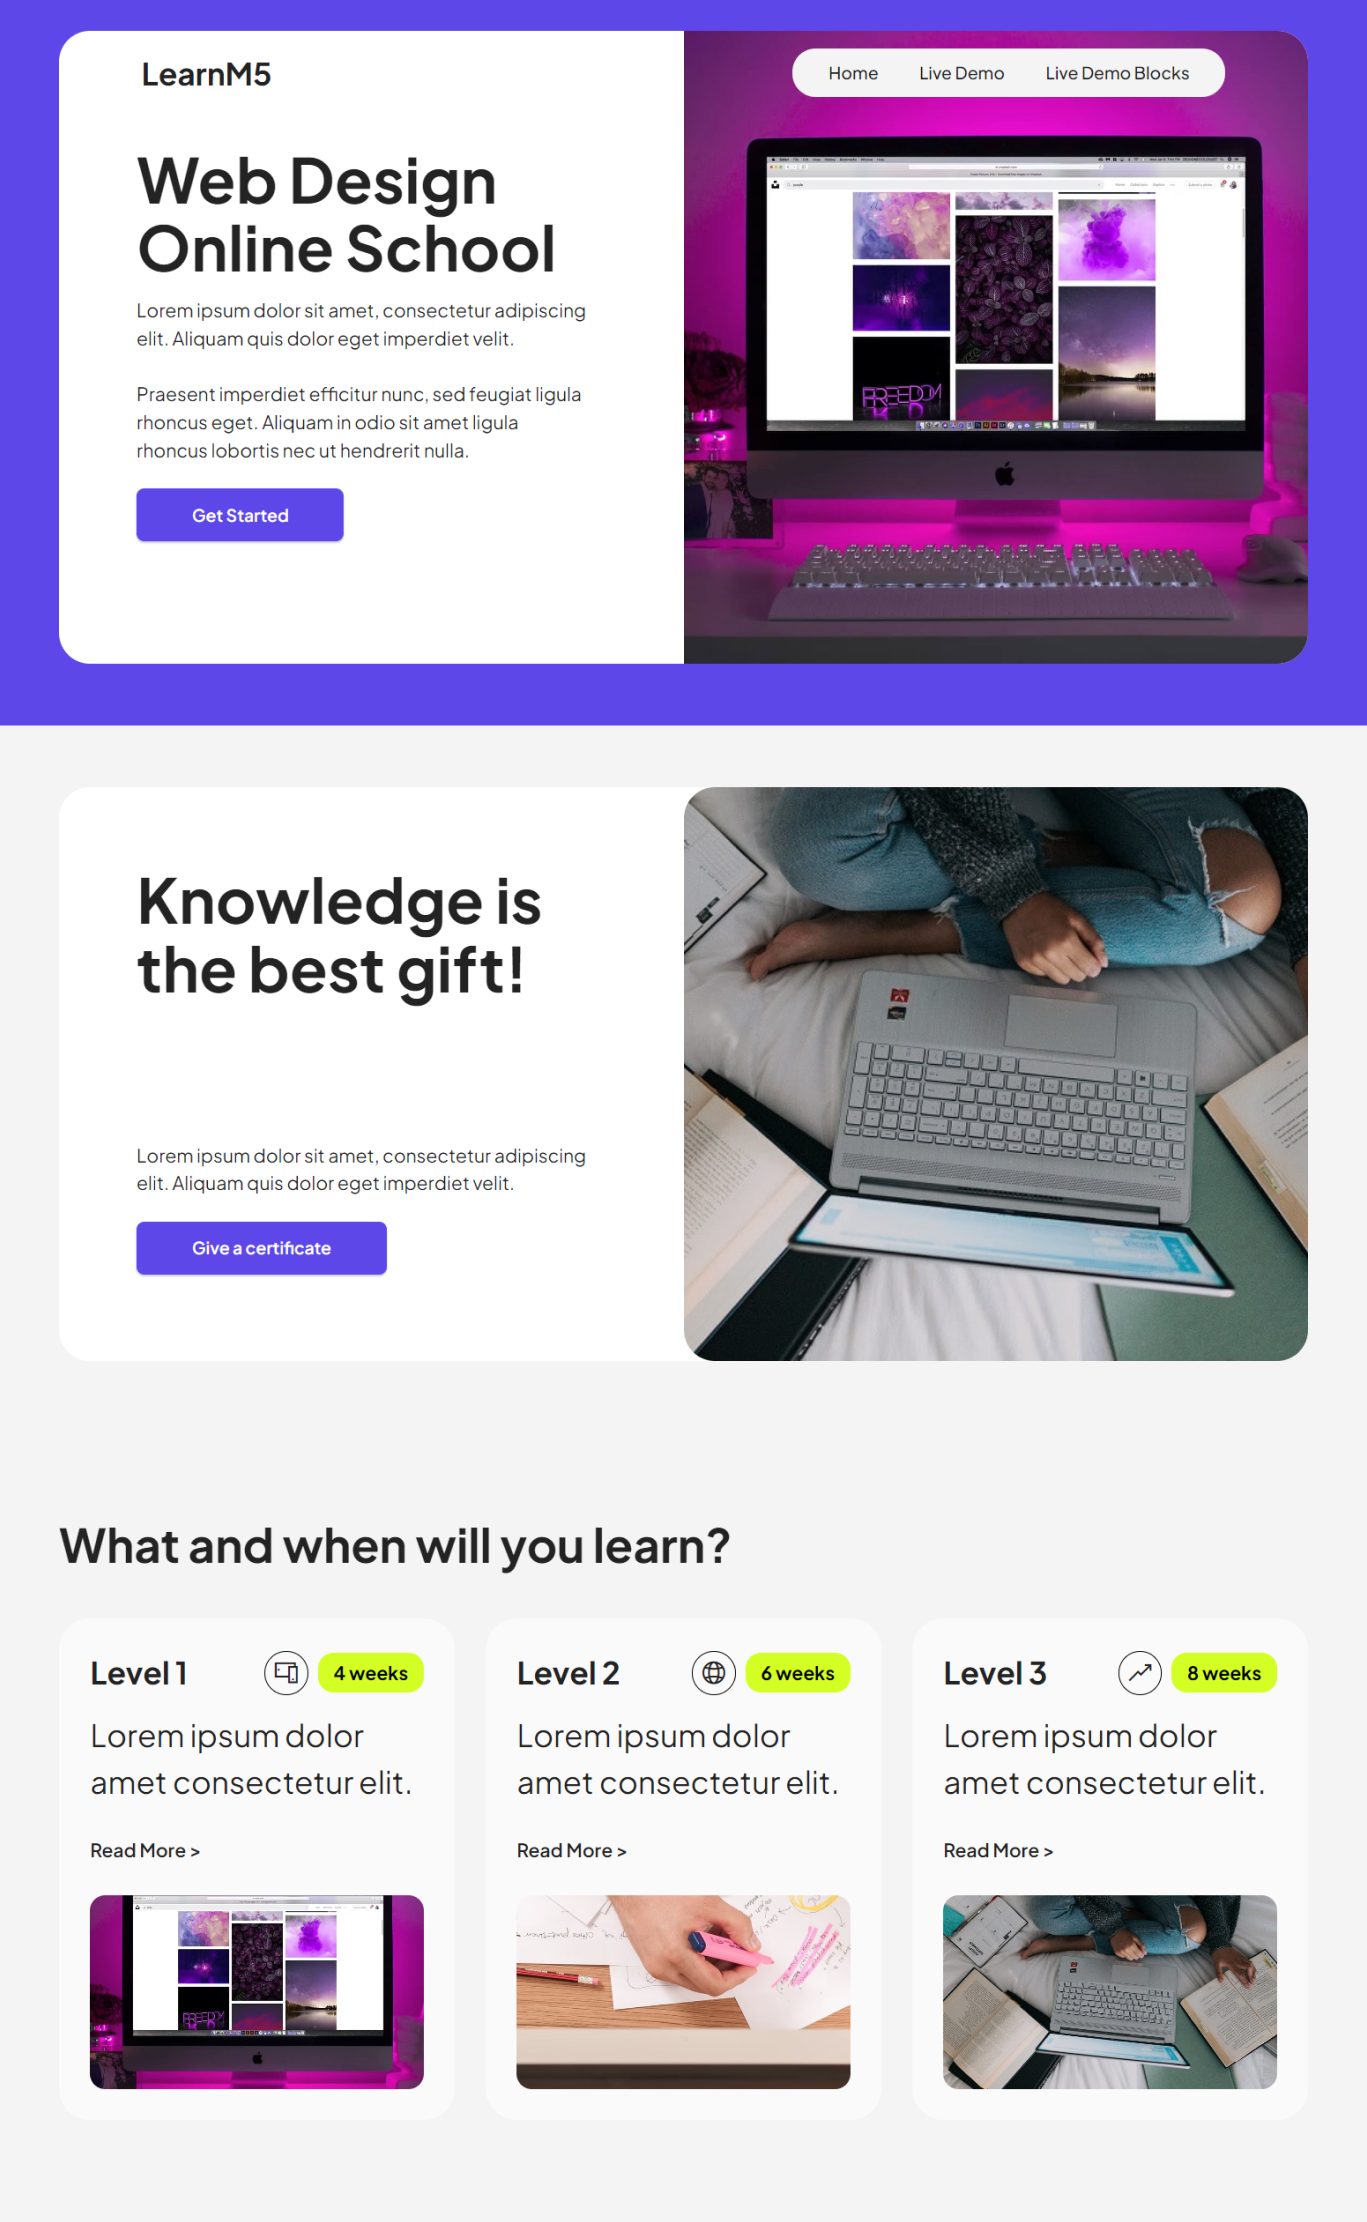 LearnM5
Home Live Demo Live Demo Blocks
Web Design
Online School
Lorem ipsum dolor sit amet, consectetur adipiscing
elit. Aliquam quis dolor eget imperdiet velit.
Praesent imperdiet efficitur nunc, sed feugiat ligula
rhoncus eget. Aliquam in odio sit amet ligula
rhoncus lobortis nec ut hendrerit nulla.
Get Started
FREEDOM
Knowledge is
the best gift!
Lorem ipsum dolor sit amet, consectetur adipiscing
elit. Aliquam quis dolor eget imperdiet velit.
Give a certificate
What and when will you learn?
Level 1
4 weeks
Lorem ipsum dolor
amet consectetur elit.
Read More >
FREEDOM
Level 2
6 weeks
Lorem ipsum dolor
amet consectetur elit.
Read More >
Level 3
8 weeks
Lorem ipsum dolor
amet consectetur elit.
Read More >